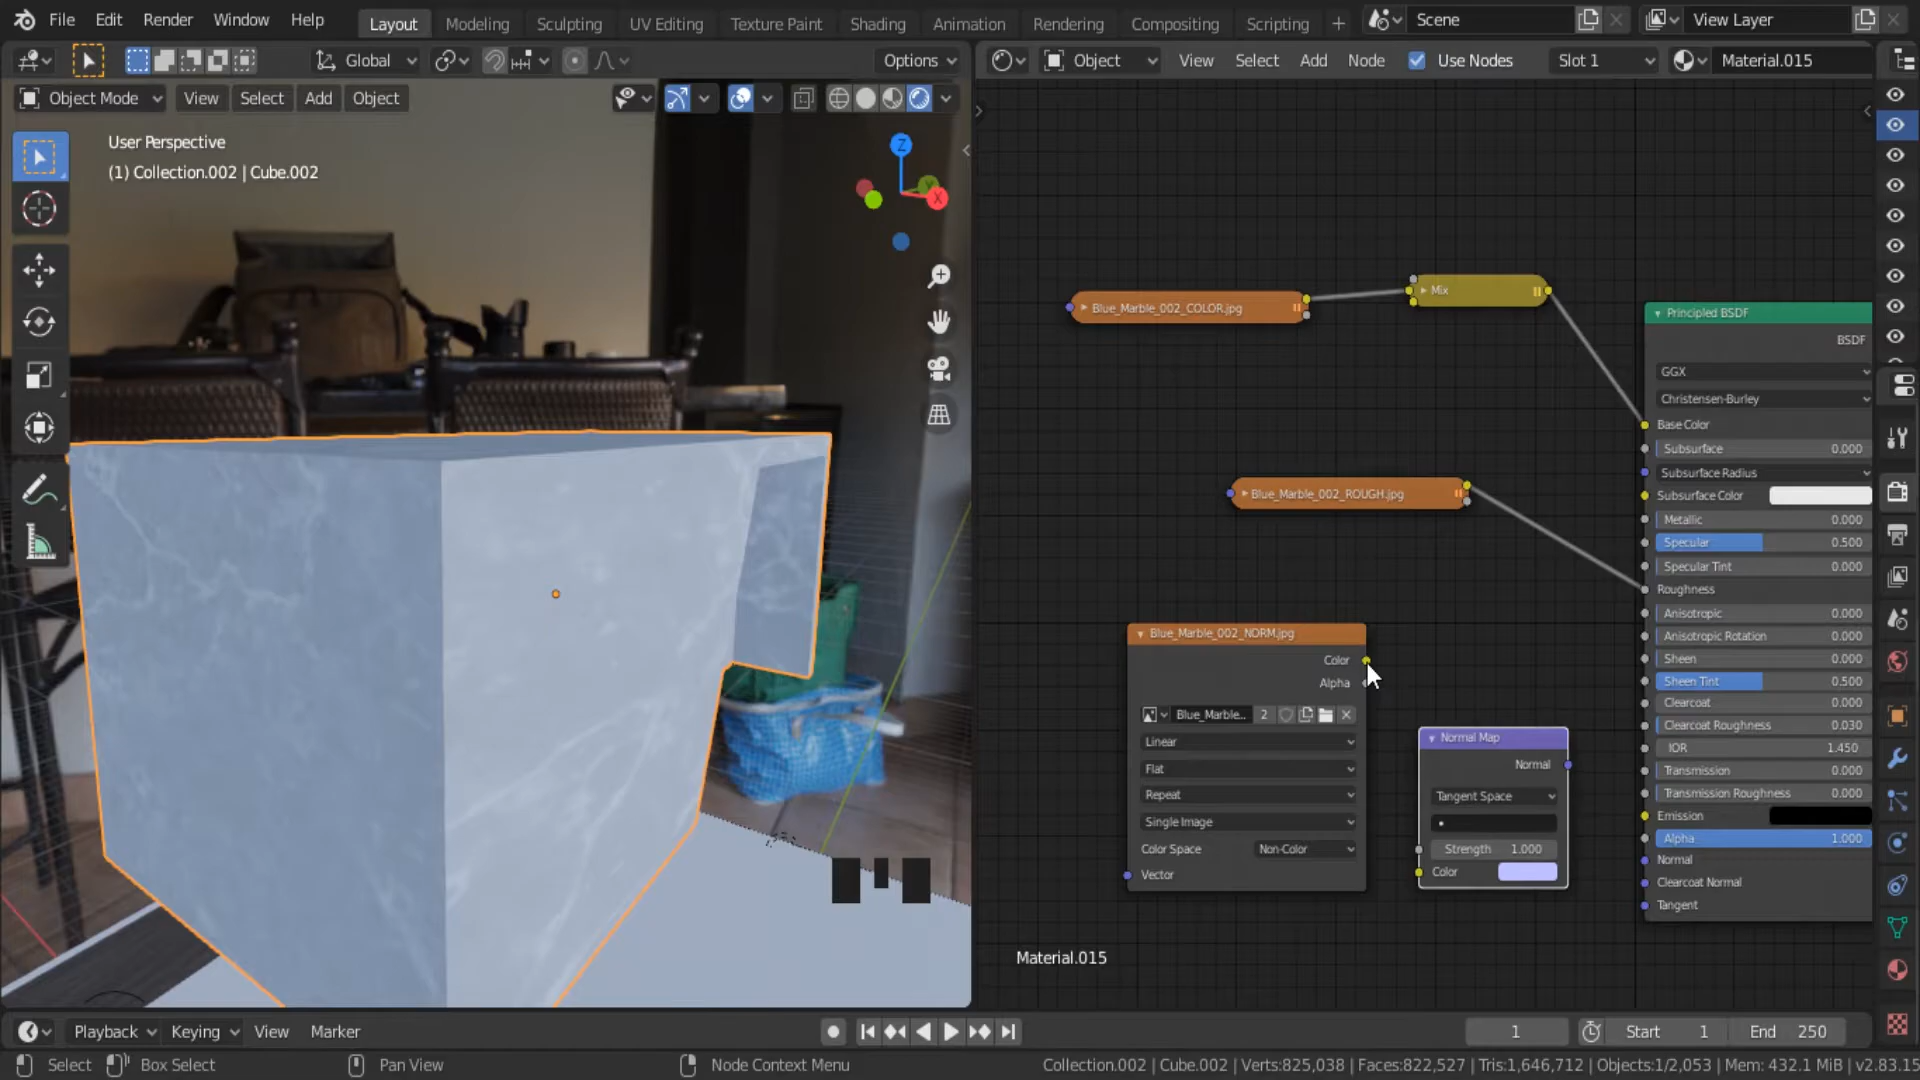 File Edit Render Window Help Layout Modeling Sculpting UV Editing Texture Paint Shading Animation Rendering Compositing Scripting + Scene View Layer
Global Options Object View Select Add Node Use Nodes Slot 1 Material.015
Object Mode View Select Add Object
User Perspective
(1) Collection.002 | Cube.002
Z
Y
X
Blue_Marble_002_COLOR.jpg
Mix
Blue_Marble_002_ROUGH.jpg
Blue_Marble_002_NORM.jpg
Color
Alpha
Blue_Marble... 2
Linear
Flat
Repeat
Single Image
Color Space Non-Color
Vector
Normal Map
Normal
Tangent Space
Strength 1.000
Color
Principled BSDF
BSDF
GGX
Christensen-Burley
Base Color
Subsurface 0.000
Subsurface Radius
Subsurface Color
Metallic 0.000
Specular 0.500
Specular Tint 0.000
Roughness
Anisotropic 0.000
Anisotropic Rotation 0.000
Sheen 0.000
Sheen Tint 0.500
Clearcoat 0.000
Clearcoat Roughness 0.030
IOR 1.450
Transmission 0.000
Transmission Roughness 0.000
Emission
Alpha 1.000
Normal
Clearcoat Normal
Tangent
Material.015
Playback Keying View Marker 1 Start 1 End 250
Select Box Select Pan View Node Context Menu Collection.002 | Cube.002 | Verts:825,038 | Faces:822,527 | Tris:1,646,712 | Objects:1/2,053 | Mem: 432.1 MiB | v2.83.15